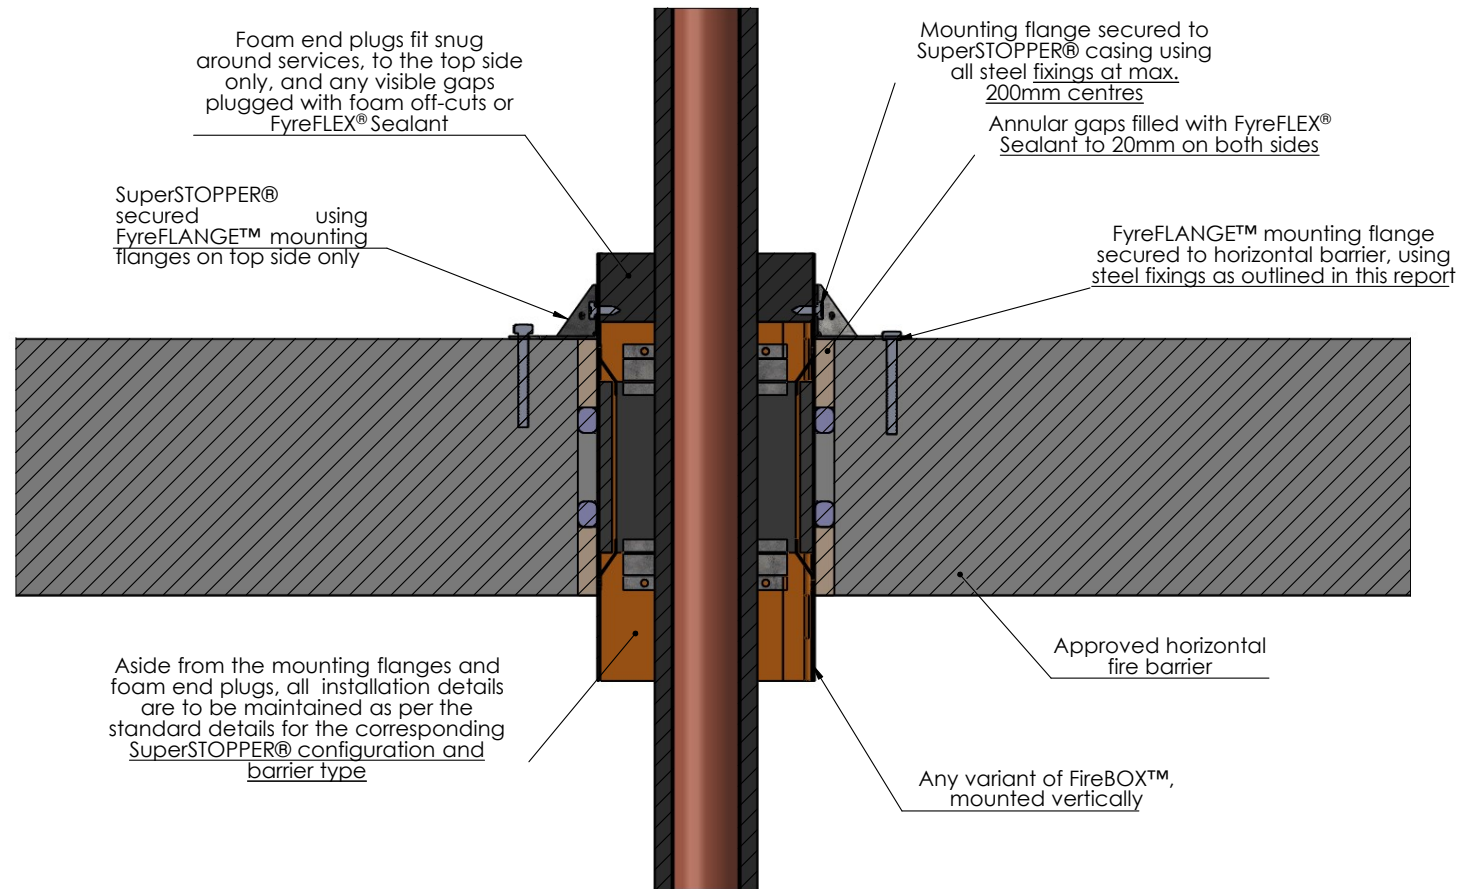 Foam end plugs fit snug
around services, to the top side
only, and any visible gaps
plugged with foam off-cuts or
FyreFLEX® Sealant
Mounting flange secured to
SuperSTOPPER® casing using
all steel fixings at max.
200mm centres
Annular gaps filled with FyreFLEX®
Sealant to 20mm on both sides
SuperSTOPPER®
secured using
FyreFLANGE™ mounting
flanges on top side only
FyreFLANGE™ mounting flange
secured to horizontal barrier, using
steel fixings as outlined in this report
Aside from the mounting flanges and
foam end plugs, all installation details
are to be maintained as per the
standard details for the corresponding
SuperSTOPPER® configuration and
barrier type
Approved horizontal
fire barrier
Any variant of FireBOX™,
mounted vertically